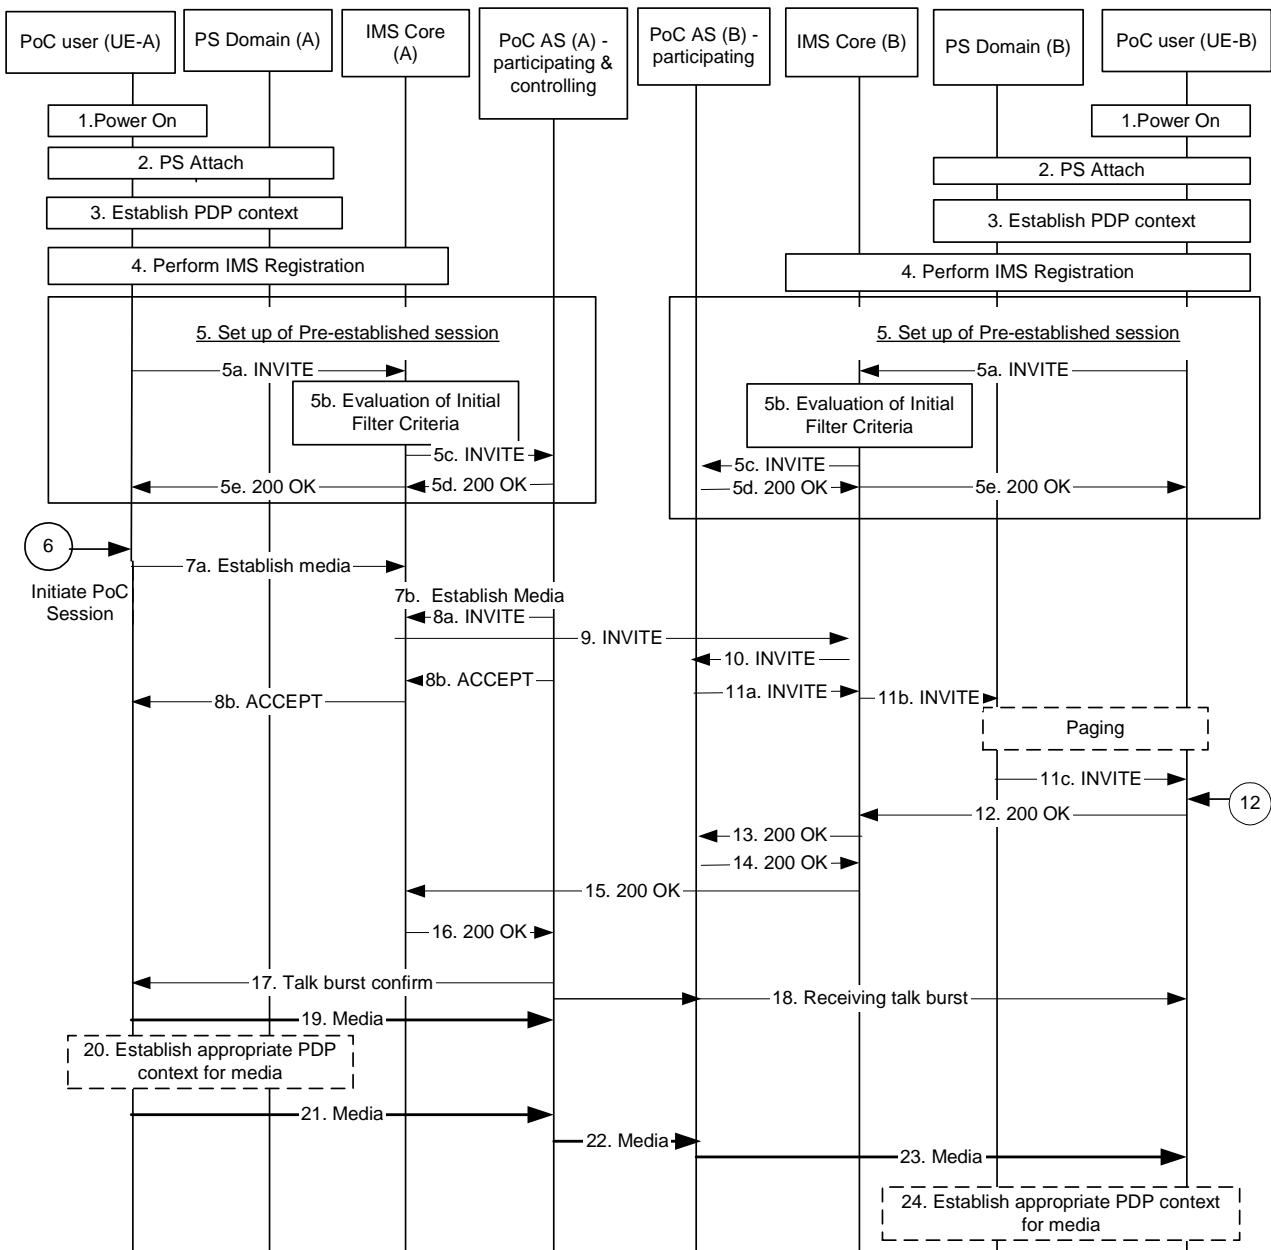 PoC user (UE-A)
PS Domain (A)
IMS Core
(A)
PoC AS (A) -
participating &
controlling
PoC AS (B) -
participating
IMS Core (B)
PS Domain (B)
PoC user (UE-B)
1.Power On
1.Power On
2. PS Attach
2. PS Attach
3. Establish PDP context
3. Establish PDP context
4. Perform IMS Registration
4. Perform IMS Registration
5. Set up of Pre-established session
5. Set up of Pre-established session
5a. INVITE
5a. INVITE
5b. Evaluation of Initial
Filter Criteria
5b. Evaluation of Initial
Filter Criteria
5c. INVITE
5c. INVITE
5e. 200 OK
5d. 200 OK
5d. 200 OK
5e. 200 OK
6
Initiate PoC
Session
7a. Establish media
7b. Establish Media
8a. INVITE
9. INVITE
10. INVITE
8b. ACCEPT
8b. ACCEPT
11a. INVITE
11b. INVITE
Paging
11c. INVITE
12
12. 200 OK
13. 200 OK
14. 200 OK
15. 200 OK
16. 200 OK
17. Talk burst confirm
18. Receiving talk burst
19. Media
20. Establish appropriate PDP
context for media
21. Media
22. Media
23. Media
24. Establish appropriate PDP context
for media